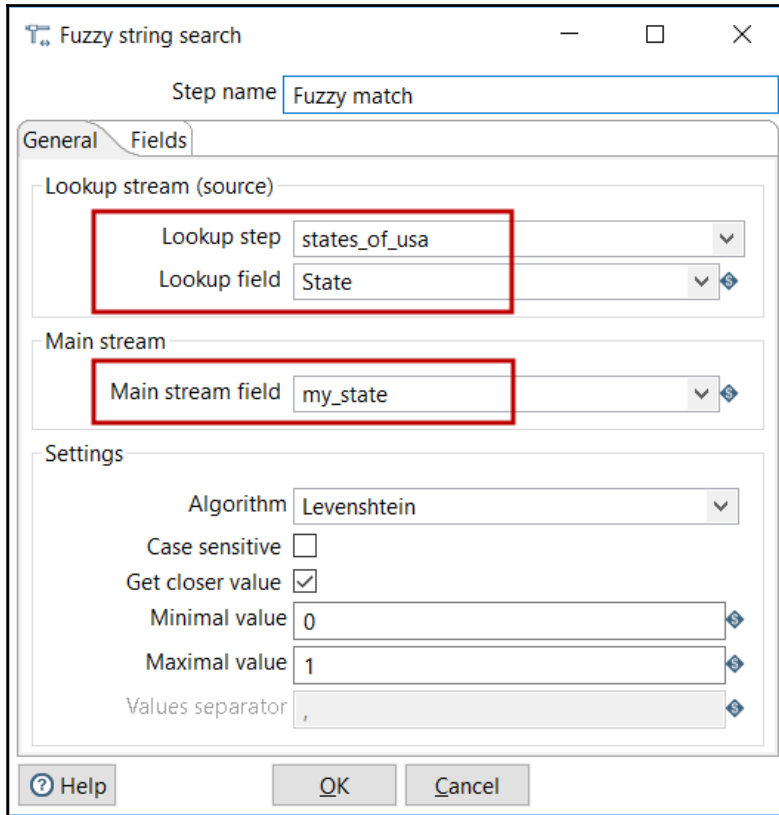 Fuzzy string search
Step name Fuzzy match
General Fields
Lookup stream (source)
Lookup step states_of_usa
Lookup field State
Main stream
Main stream field my_state
Settings
Algorithm Levenshtein
Case sensitive
Get closer value
Minimal value 0
Maximal value 1
Values separator ,
Help OK Cancel